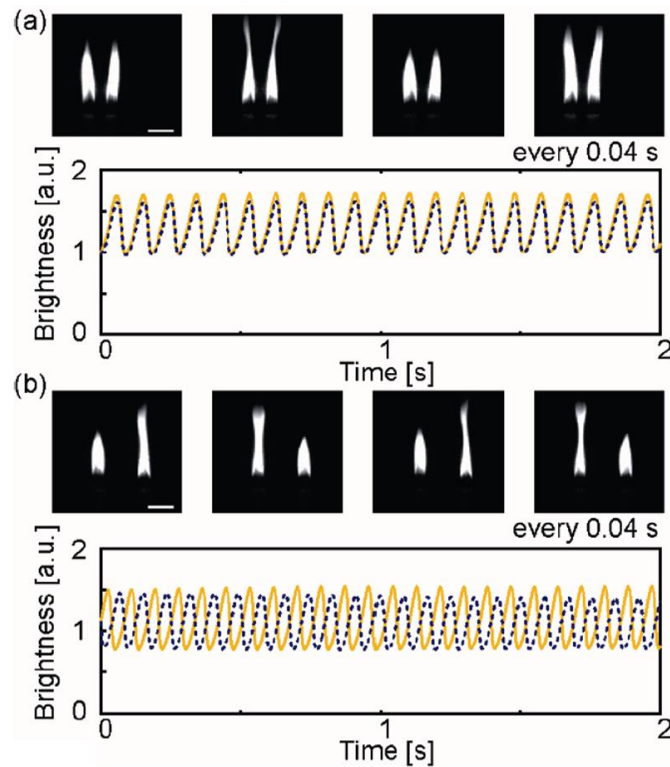 (a)
every 0.04 s
2
1
0
Brightness [a.u.]
0 1 2
Time [s]
(b)
every 0.04 s
2
1
0
Brightness [a.u.]
0 1 2
Time [s]